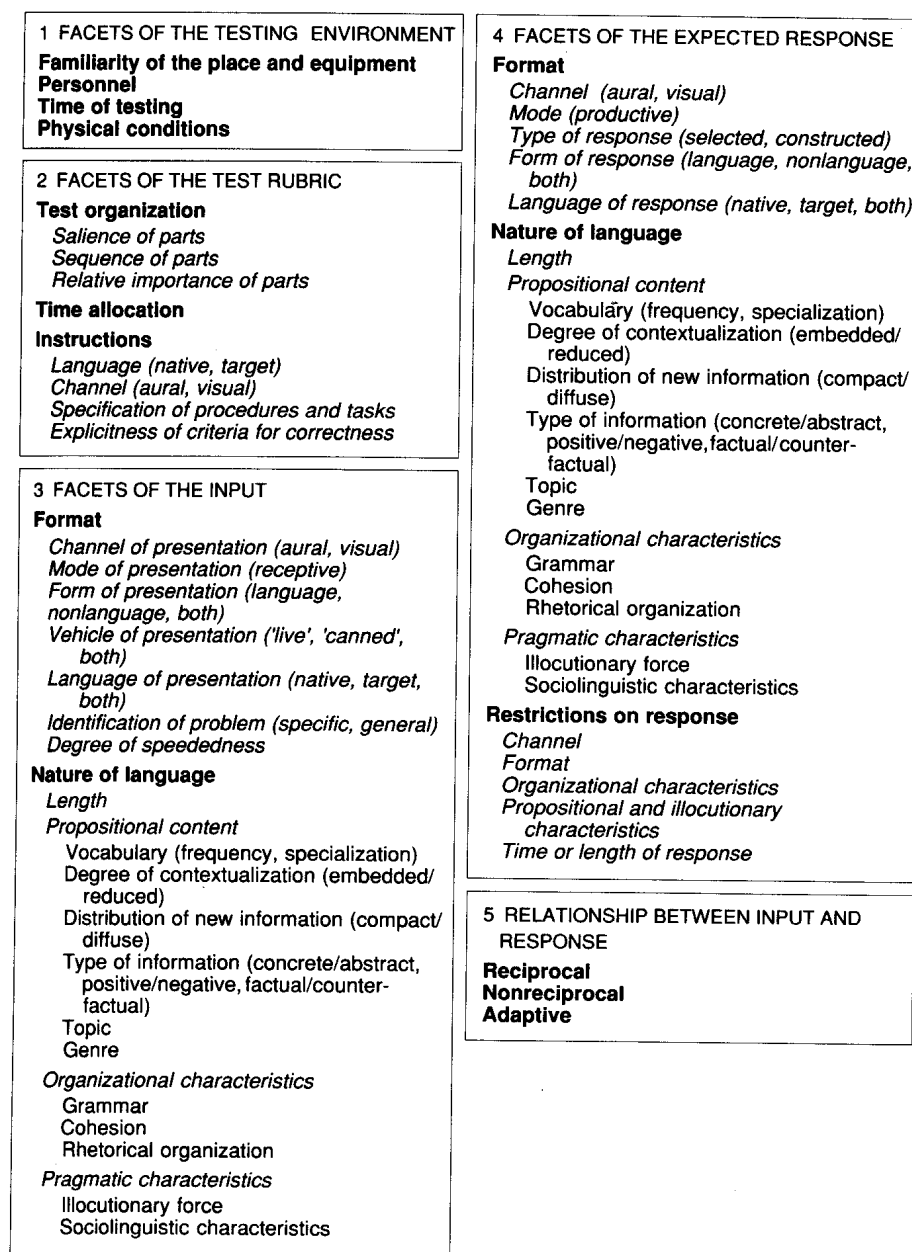 1 FACETS OF THE TESTING ENVIRONMENT
Familiarity of the place and equipment
Personnel
Time of testing
Physical conditions
2 FACETS OF THE TEST RUBRIC
Test organization
Salience of parts
Sequence of parts
Relative importance of parts
Time allocation
Instructions
Language (native, target)
Channel (aural, visual)
Specification of procedures and tasks
Explicitness of criteria for correctness
3 FACETS OF THE INPUT
Format
Channel of presentation (aural, visual)
Mode of presentation (receptive)
Form of presentation (language,
nonlanguage, both)
Vehicle of presentation ('live', 'canned',
both)
Language of presentation (native, target,
both)
Identification of problem (specific, general)
Degree of speededness
Nature of language
Length
Propositional content
Vocabulary (frequency, specialization)
Degree of contextualization (embedded/
reduced)
Distribution of new information (compact/
diffuse)
Type of information (concrete/abstract,
positive/negative, factual/counter-
factual)
Topic
Genre
Organizational characteristics
Grammar
Cohesion
Rhetorical organization
Pragmatic characteristics
Illocutionary force
Sociolinguistic characteristics
4 FACETS OF THE EXPECTED RESPONSE
Format
Channel (aural, visual)
Mode (productive)
Type of response (selected, constructed)
Form of response (language, nonlanguage,
both)
Language of response (native, target, both)
Nature of language
Length
Propositional content
Vocabulary (frequency, specialization)
Degree of contextualization (embedded/
reduced)
Distribution of new information (compact/
diffuse)
Type of information (concrete/abstract,
positive/negative, factual/counter-
factual)
Topic
Genre
Organizational characteristics
Grammar
Cohesion
Rhetorical organization
Pragmatic characteristics
Illocutionary force
Sociolinguistic characteristics
Restrictions on response
Channel
Format
Organizational characteristics
Propositional and illocutionary
characteristics
Time or length of response
5 RELATIONSHIP BETWEEN INPUT AND
RESPONSE
Reciprocal
Nonreciprocal
Adaptive